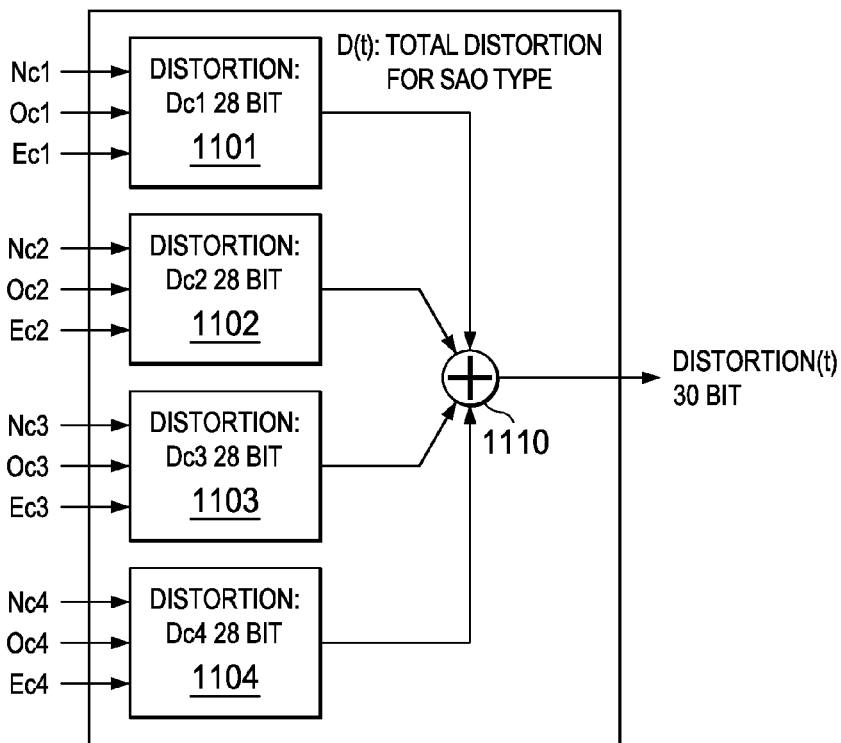 D(t): TOTAL DISTORTION
FOR SAO TYPE
Nc1
Oc1
Ec1
DISTORTION:
Dc1 28 BIT
1101
Nc2
Oc2
Ec2
DISTORTION:
Dc2 28 BIT
1102
Nc3
Oc3
Ec3
DISTORTION:
Dc3 28 BIT
1103
Nc4
Oc4
Ec4
DISTORTION:
Dc4 28 BIT
1104
1110
DISTORTION(t)
30 BIT